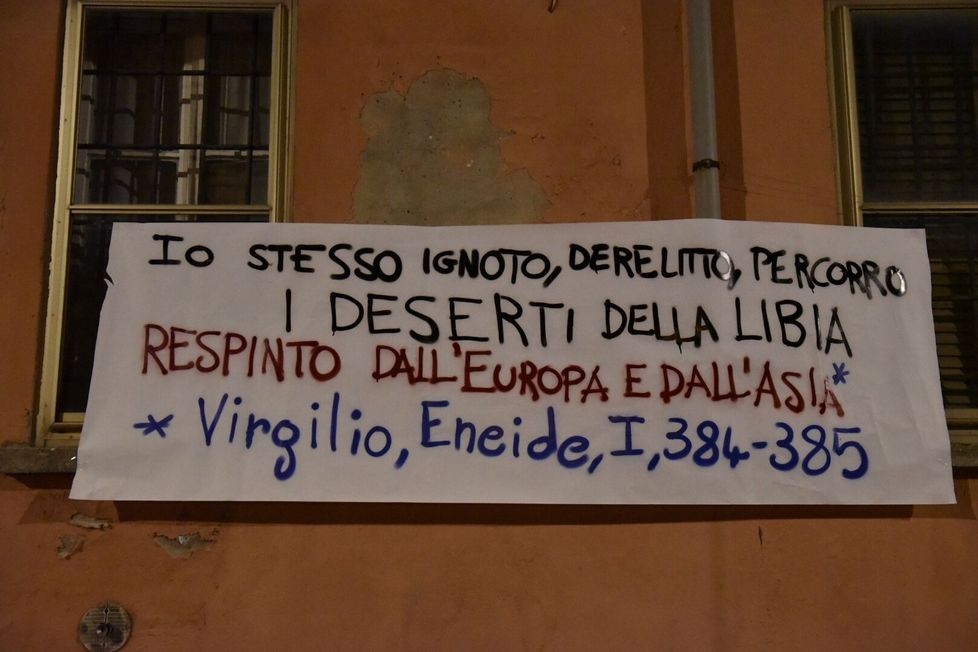 Io STESSO IGNOTO, DERELITTO, PERCORRO
I DESERTI DELLA LIBIA
RESPINTO DALL'EUROPA E DALL'ASIA*
* Virgilio, Eneide, I, 384-385